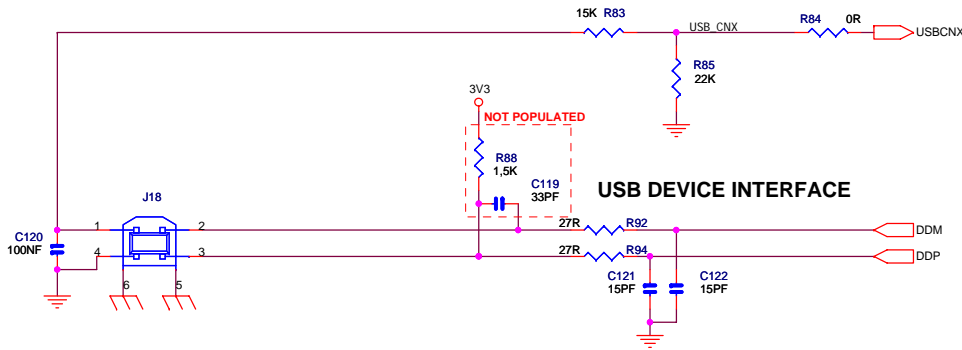 15K R83
USB_CNX
R84
0R
USBCNX
R85
22K
3V3
NOT POPULATED
R88
1,5K
C119
33PF
USB DEVICE INTERFACE
J18
1
2
C120
100NF
4
3
6
5
27R
R92
DDM
27R
R94
DDP
C121
15PF
C122
15PF